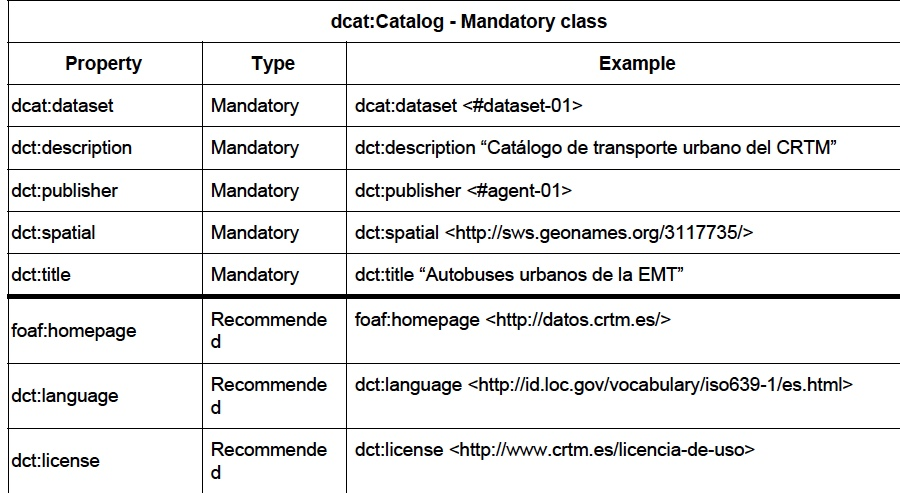 dcat:Catalog - Mandatory class
Property Type Example
dcat:dataset Mandatory dcat:dataset <#dataset-01>
dct:description Mandatory dct:description “Catálogo de transporte urbano del CRTM”
dct:publisher Mandatory dct:publisher <#agent-01>
dct:spatial Mandatory dct:spatial <http://sws.geonames.org/3117735/>
dct:title Mandatory dct:title “Autobuses urbanos de la EMT”
foaf:homepage Recommende
d foaf:homepage <http://datos.crtm.es/>
dct:language Recommende
d dct:language <http://id.loc.gov/vocabulary/iso639-1/es.html>
dct:license Recommende
d dct:license <http://www.crtm.es/licencia-de-uso>